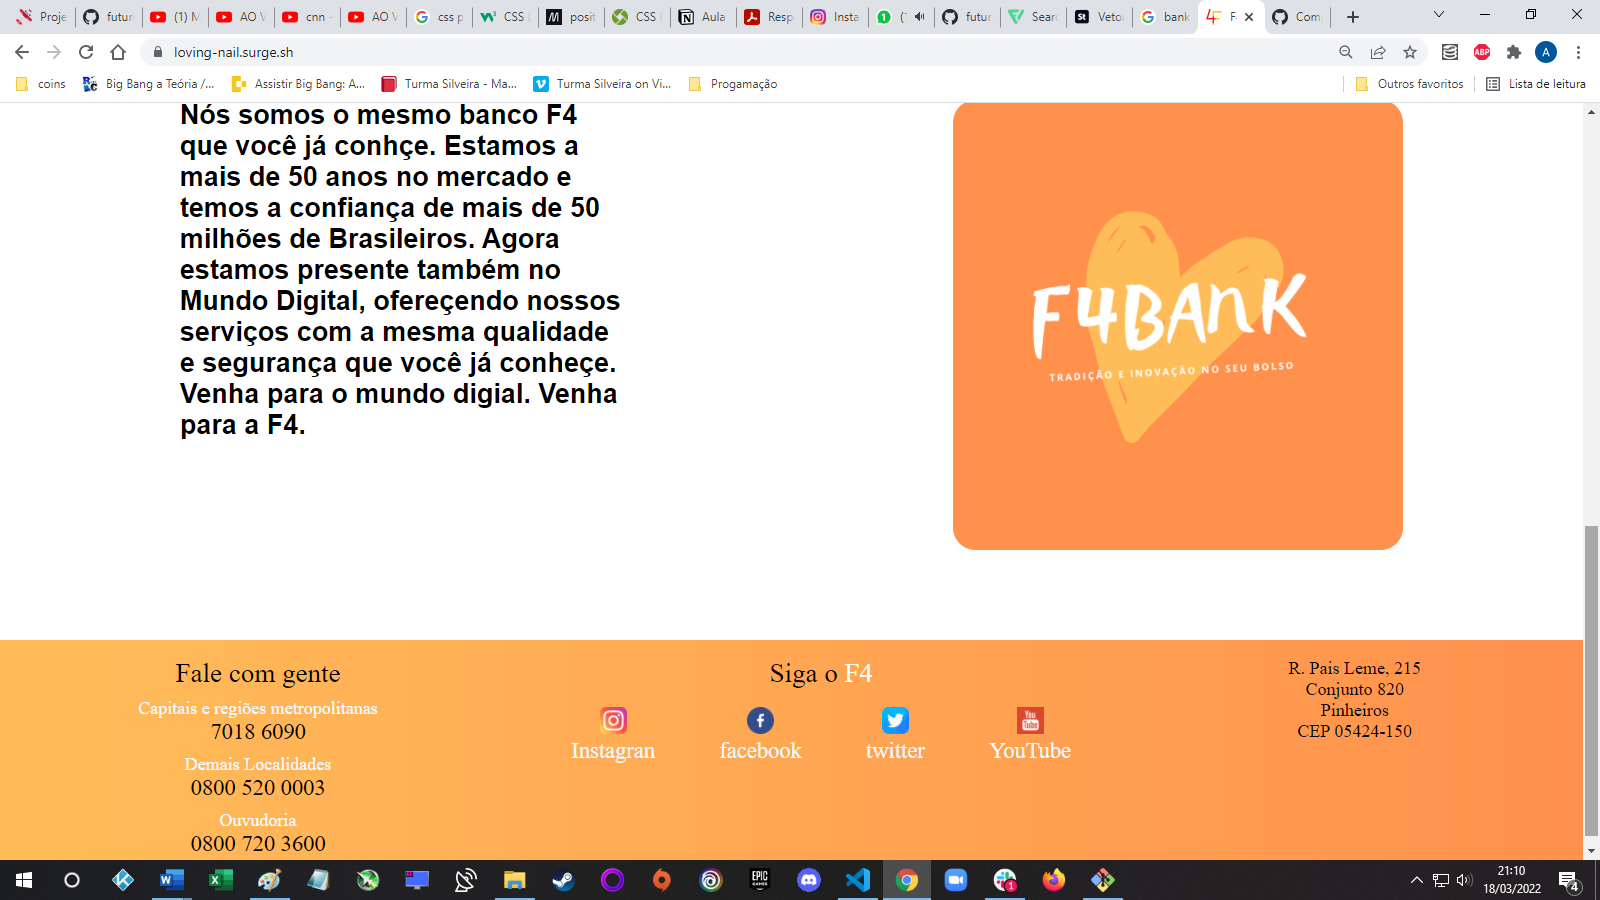 Proje
futur
(1) M
AO V
cnn -
AO V
css p
CSS
posit
CSS
Aula
Resp
Insta
(
futur
Sear
Veto
bank
F
Com
loving-nail.surge.sh
ABP
A
coins
Big Bang a Teória /...
Assistir Big Bang: A...
Turma Silveira - Ma...
Turma Silveira on Vi...
Progamação
Outros favoritos
Lista de leitura
Nós somos o mesmo banco F4
que você já conhçe. Estamos a
mais de 50 anos no mercado e
temos a confiança de mais de 50
milhões de Brasileiros. Agora
estamos presente também no
Mundo Digital, ofereçendo nossos
serviços com a mesma qualidade
e segurança que você já conheçe.
Venha para o mundo digial. Venha
para a F4.
F4BANK
TRADIÇÃO E INOVAÇÃO NO SEU BOLSO
Fale com gente
Capitais e regiões metropolitanas
7018 6090
Demais Localidades
0800 520 0003
Ouvudoria
0800 720 3600
Siga o F4
Instagran
facebook
twitter
YouTube
R. Pais Leme, 215
Conjunto 820
Pinheiros
CEP 05424-150
21:10
18/03/2022
4